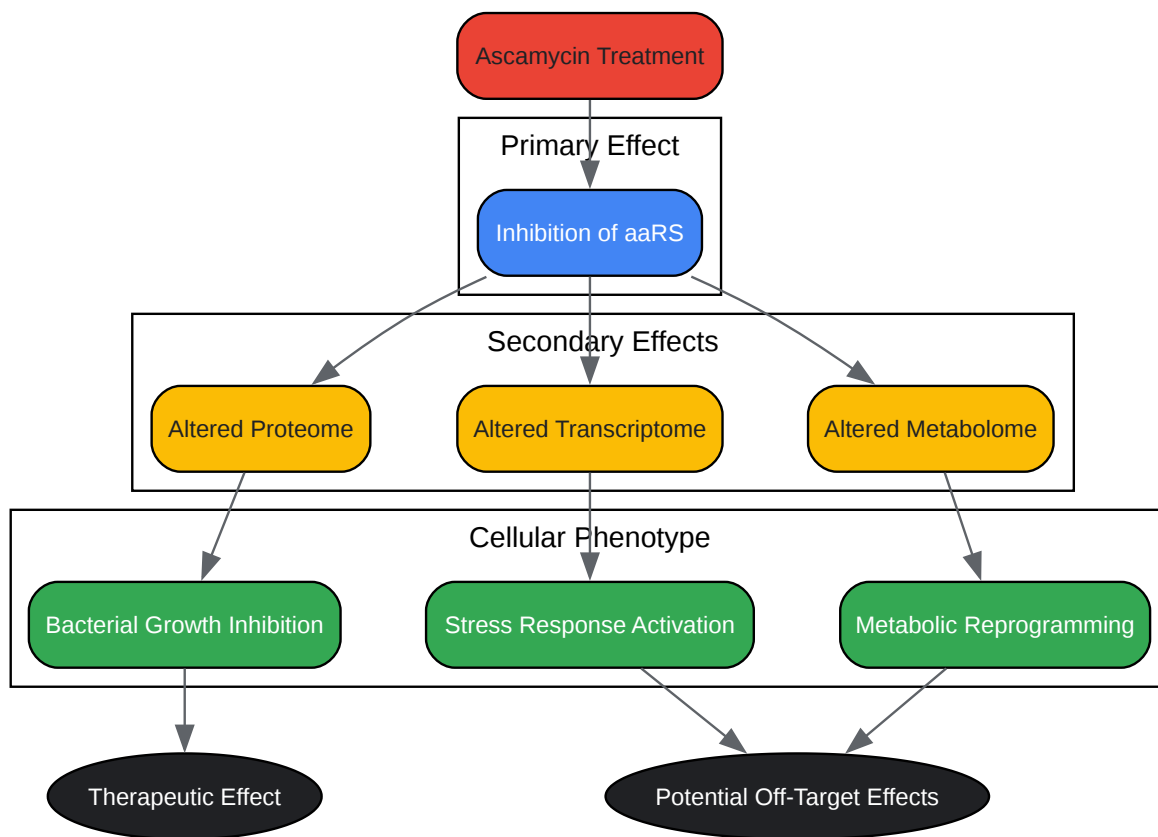 Ascamycin Treatment
Primary Effect
Inhibition of aaRS
Secondary Effects
Altered Proteome
Altered Transcriptome
Altered Metabolome
Cellular Phenotype
Bacterial Growth Inhibition
Stress Response Activation
Metabolic Reprogramming
Therapeutic Effect
Potential Off-Target Effects